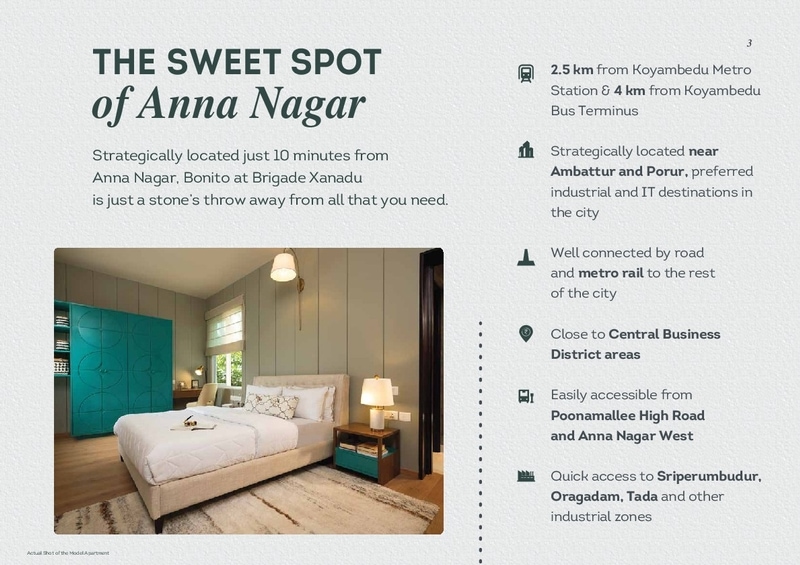 THE SWEET SPOT
of Anna Nagar
Strategically located just 10 minutes from
Anna Nagar, Bonito at Brigade Xanadu
is just a stone's throw away from all that you need.
Actual Shot of the Model Apartment
3
2.5 km from Koyambedu Metro
Station & 4 km from Koyambedu
Bus Terminus
Strategically located near
Ambattur and Porur, preferred
industrial and IT destinations in
the city
Well connected by road
and metro rail to the rest
of the city
Close to Central Business
District areas
Easily accessible from
Poonamallee High Road
and Anna Nagar West
Quick access to Sriperumbudur,
Oragadam, Tada and other
industrial zones